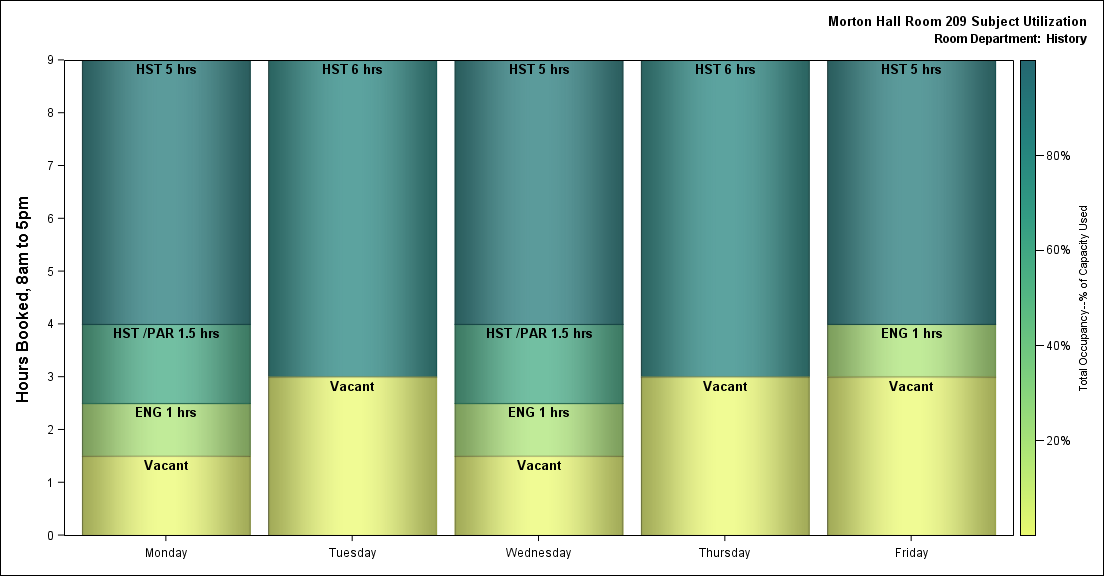 Morton Hall Room 209 Subject Utilization
Room Department: History
Hours Booked, 8am to 5pm
9
8
7
6
5
4
3
2
1
0
HST 5 hrs
HST /PAR 1.5 hrs
ENG 1 hrs
Vacant
HST 6 hrs
Vacant
HST 5 hrs
HST /PAR 1.5 hrs
ENG 1 hrs
Vacant
HST 6 hrs
Vacant
HST 5 hrs
ENG 1 hrs
Vacant
Monday
Tuesday
Wednesday
Thursday
Friday
80%
60%
40%
20%
Total Occupancy--% of Capacity Used